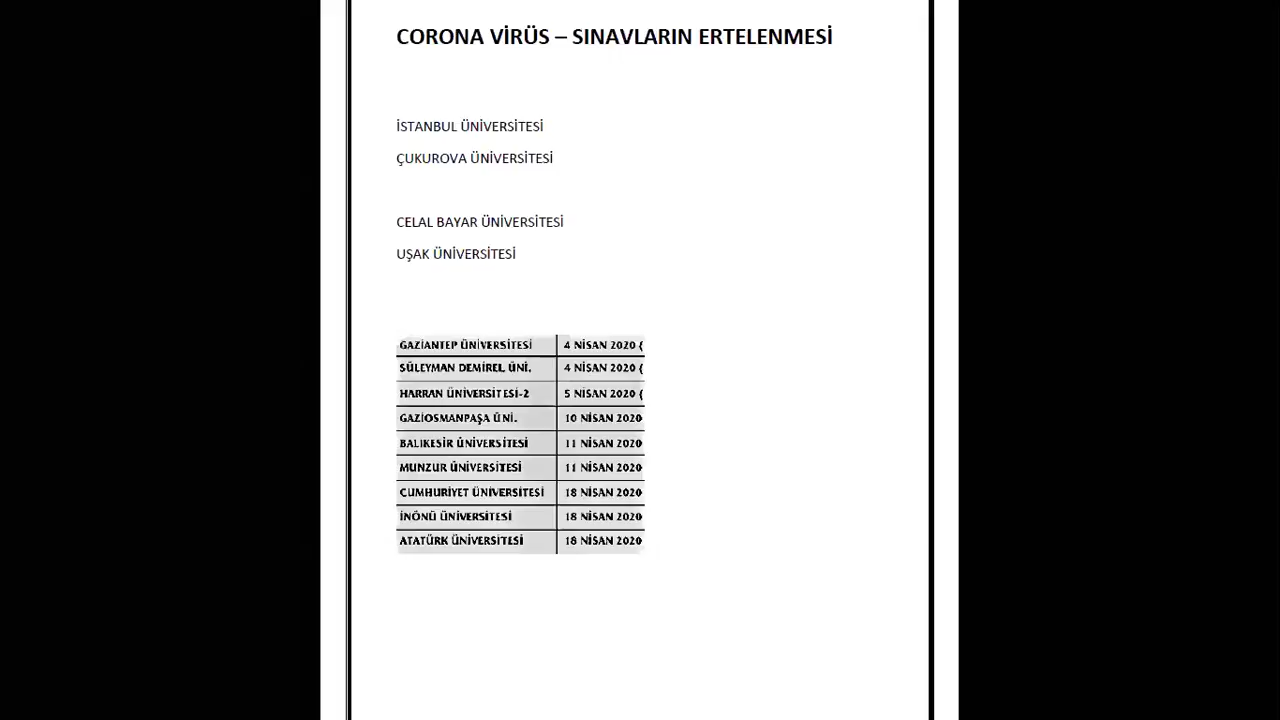 CORONA VİRÜS – SINAVLARIN ERTELENMESİ
İSTANBUL ÜNİVERSİTESİ
ÇUKUROVA ÜNİVERSİTESİ
CELAL BAYAR ÜNİVERSİTESİ
UŞAK ÜNİVERSİTESİ
GAZİANTEP ÜNİVERSİTESİ 4 NİSAN 2020 (
SÜLEYMAN DEMİREL ÜNİ. 4 NİSAN 2020 (
HARRAN ÜNİVERSİTESİ-2 5 NİSAN 2020 (
GAZİOSMANPAŞA ÜNİ. 10 NİSAN 2020
BALIKESİR ÜNİVERSİTESİ 11 NİSAN 2020
MUNZUR ÜNİVERSİTESİ 11 NİSAN 2020
CUMHURİYET ÜNİVERSİTESİ 18 NİSAN 2020
İNÖNÜ ÜNİVERSİTESİ 18 NİSAN 2020
ATATÜRK ÜNİVERSİTESİ 18 NİSAN 2020